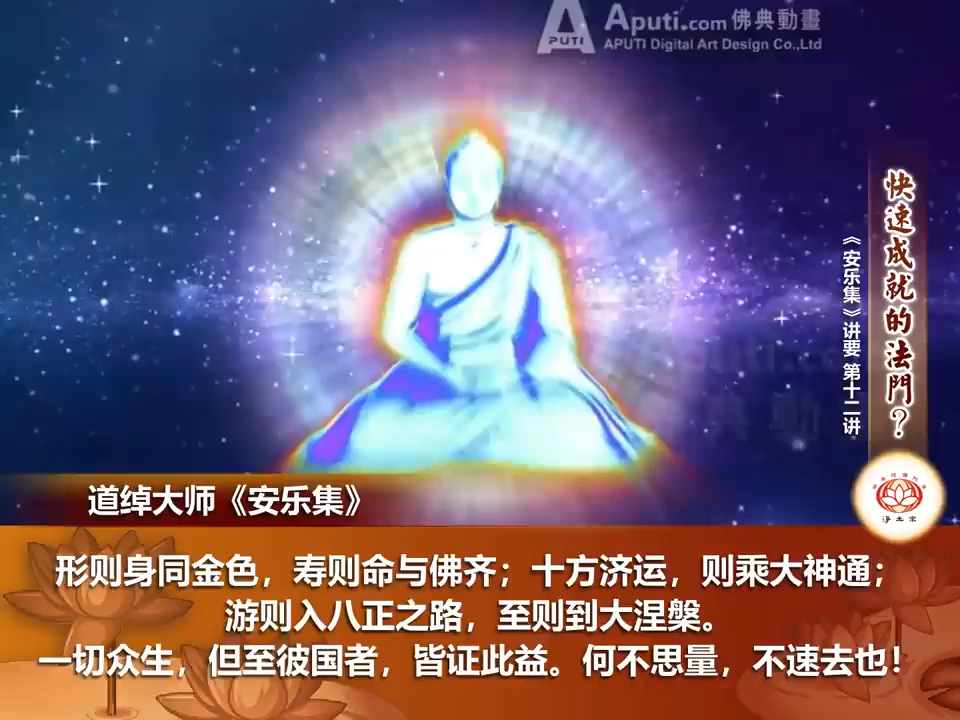 Aputi.com 佛典動畫
PUTI
APUTI Digital Art Design Co.,Ltd
快速成就的法門？
《安乐集》讲要 第十二讲
净土宗
道绰大师《安乐集》
形则身同金色，寿则命与佛齐；十方济运，则乘大神通；
游则入八正之路，至则到大涅槃。
一切众生，但至彼国者，皆证此益。何不思量，不速去也！